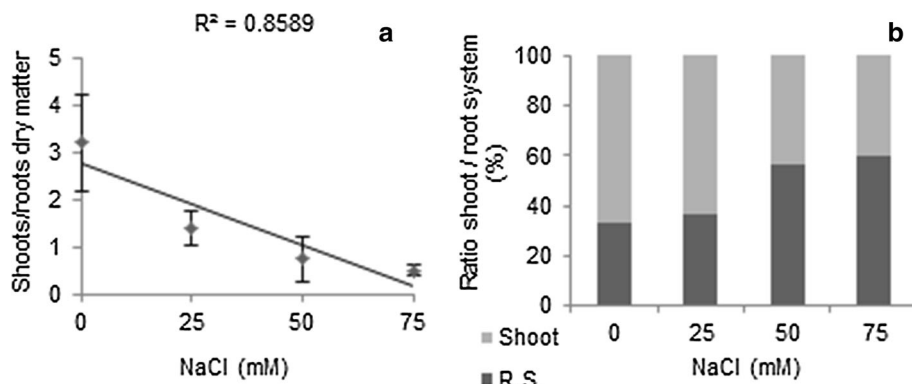 R² = 0.8589
a
Shoots/roots dry matter
5
4
3
2
1
0
0 25 50 75
NaCl (mM)
b
Ratio shoot / root system
(%)
100
80
60
40
20
0
0 25 50 75
NaCl (mM)
Shoot
R.S